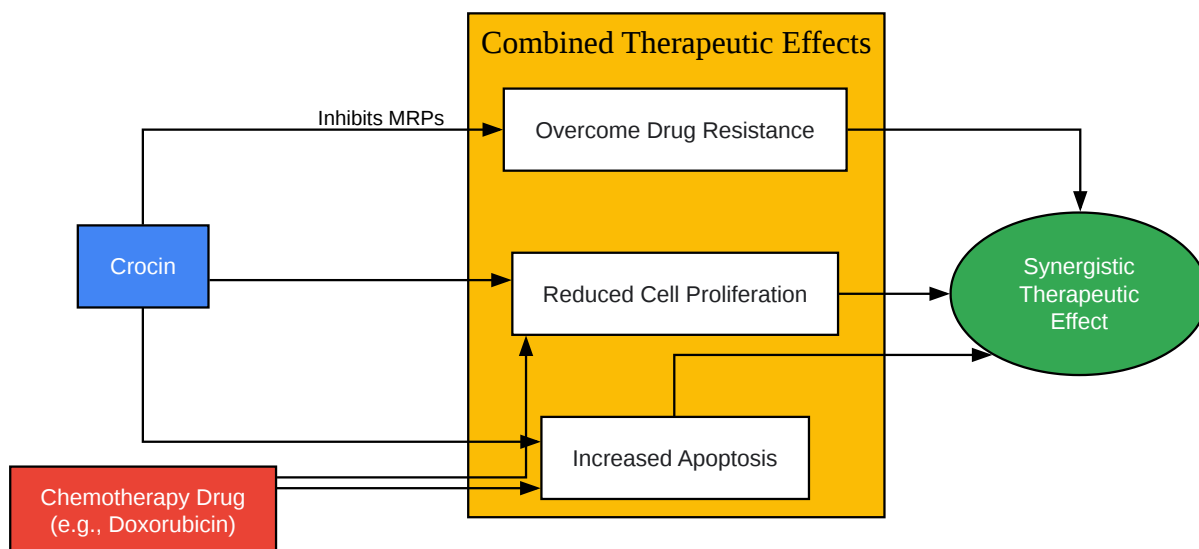 Combined Therapeutic Effects
Inhibits MRPs
Overcome Drug Resistance
Crocin
Reduced Cell Proliferation
Synergistic
Therapeutic
Effect
Increased Apoptosis
Chemotherapy Drug
(e.g., Doxorubicin)